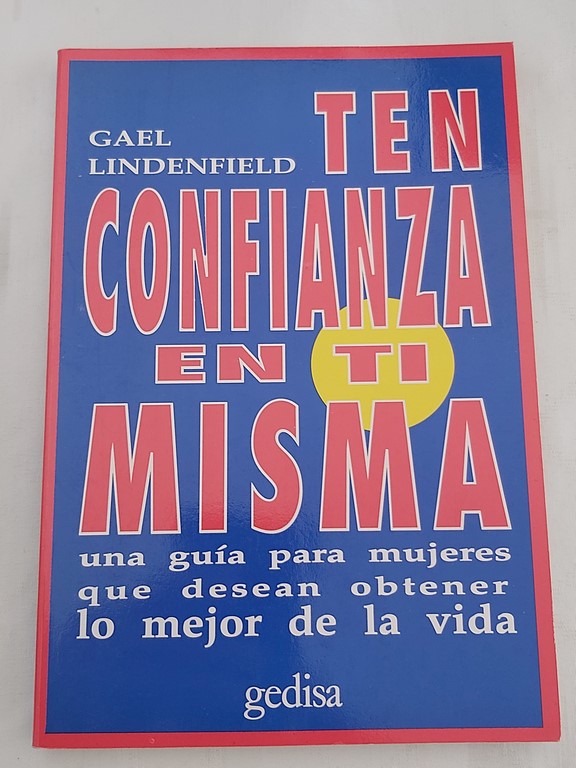 GAEL
LINDENFIELD
TEN
CONFIANZA
EN TI
MISMA
una guía para mujeres
que desean obtener
lo mejor de la vida
gedisa